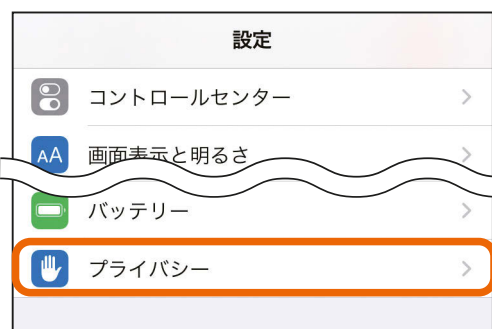 設定
コントロールセンター
AA 画面表示と明るさ
バッテリー
プライバシー